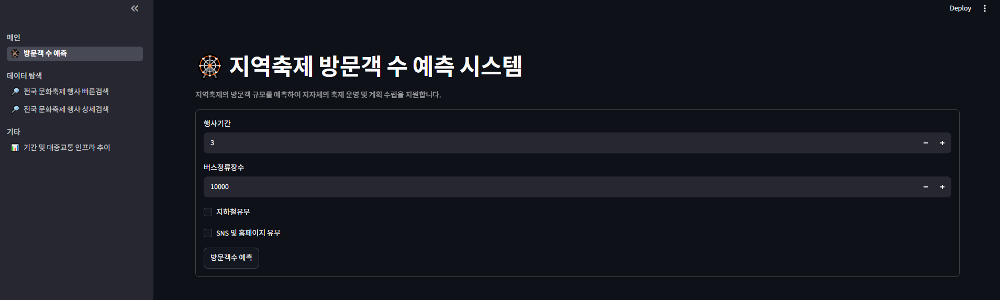 Deploy
메인
방문객 수 예측
데이터 탐색
전국 문화축제 행사 빠른검색
전국 문화축제 행사 상세검색
기타
기간 및 대중교통 인프라 추이
지역축제 방문객 수 예측 시스템
지역축제의 방문객 규모를 예측하여 지자체의 축제 운영 및 계획 수립을 지원합니다.
행사기간
3
버스정류장수
10000
지하철유무
SNS 및 홈페이지 유무
방문객수 예측